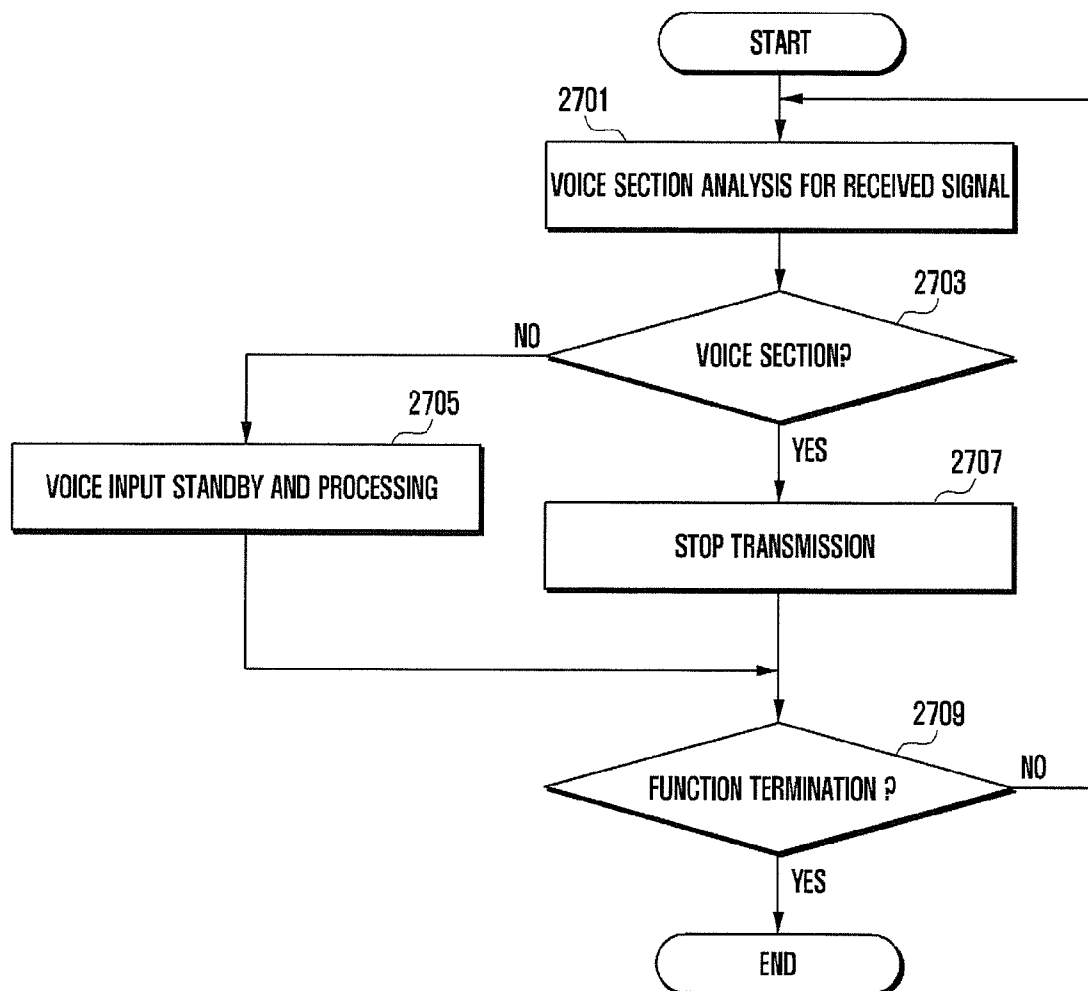 START
2701
VOICE SECTION ANALYSIS FOR RECEIVED SIGNAL
2703
NO
VOICE SECTION?
2705
YES
VOICE INPUT STANDBY AND PROCESSING
2707
STOP TRANSMISSION
2709
FUNCTION TERMINATION ?
NO
YES
END